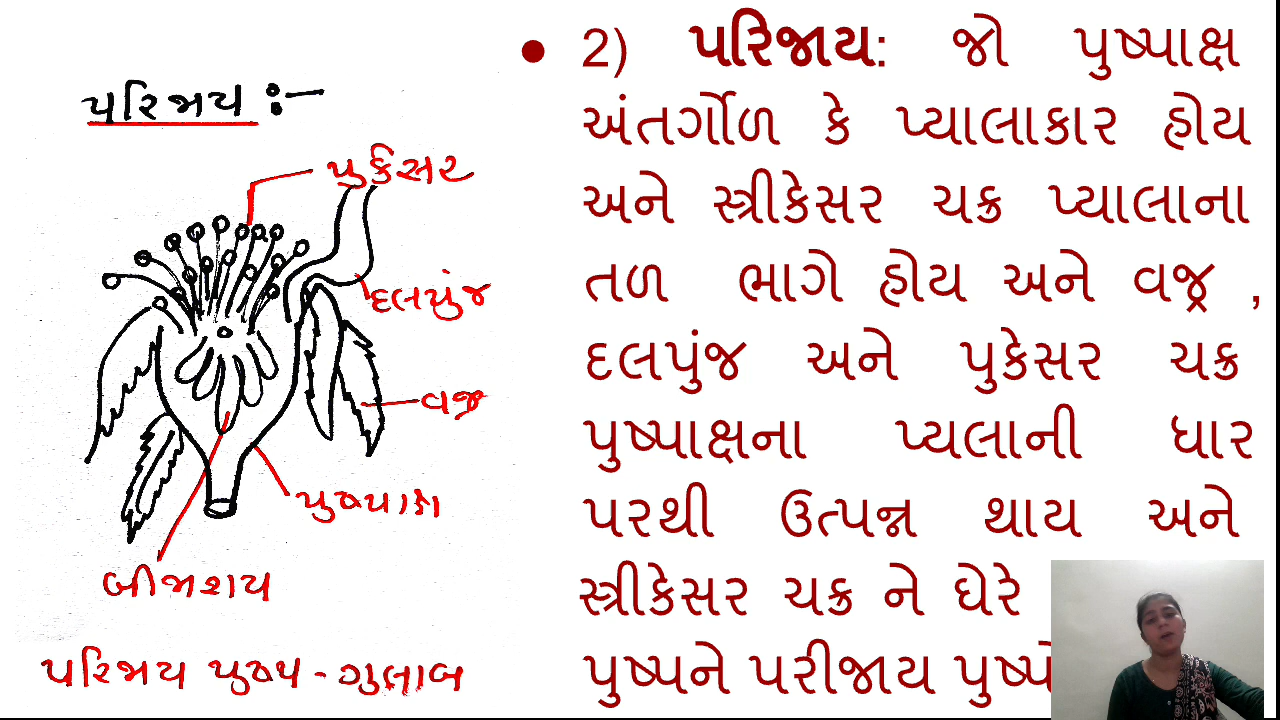 પરિજાય :-
પુંકેસર
દલપુંજ
વજ્ર
પુષ્પાક્ષ
બીજાશય
પરિજાય પુષ્પ - ગુલાબ
• 2) પરિજાય: જો પુષ્પાક્ષ
અંતર્ગોળ કે પ્યાલાકાર હોય
અને સ્ત્રીકેસર ચક્ર પ્યાલાના
તળ ભાગે હોય અને વજ્ર ,
દલપુંજ અને પુકેસર ચક્ર
પુષ્પાક્ષના પ્યલાની ધાર
પરથી ઉત્પન્ન થાય અને
સ્ત્રીકેસર ચક્ર ને ઘેરે
પુષ્પને પરીજાય